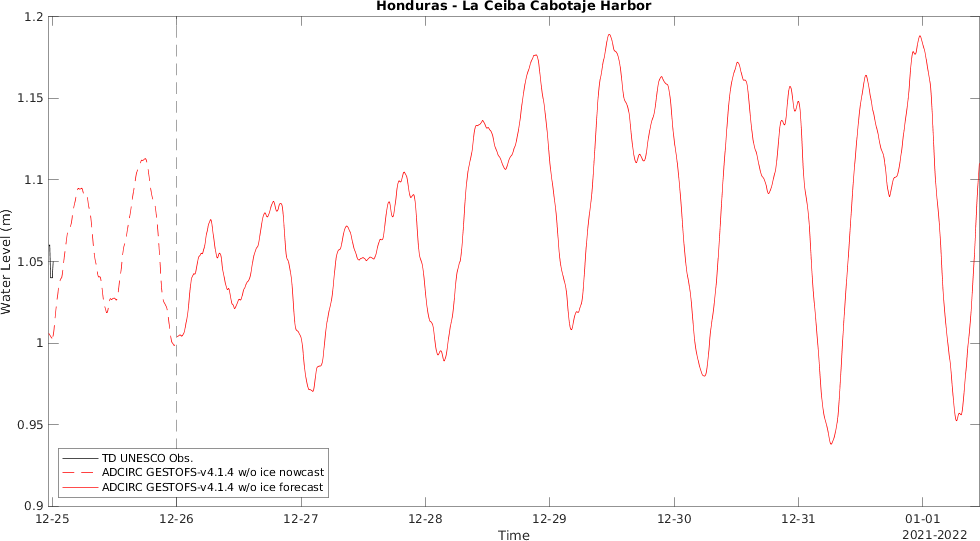 Honduras - La Ceiba Cabotaje Harbor
1.2
1.15
1.1
1.05
1
0.95
0.9
Water Level (m)
TD UNESCO Obs.
ADCIRC GESTOFS-v4.1.4 w/o ice nowcast
ADCIRC GESTOFS-v4.1.4 w/o ice forecast
12-25 12-26 12-27 12-28 12-29 12-30 12-31 01-01
Time
2021-2022